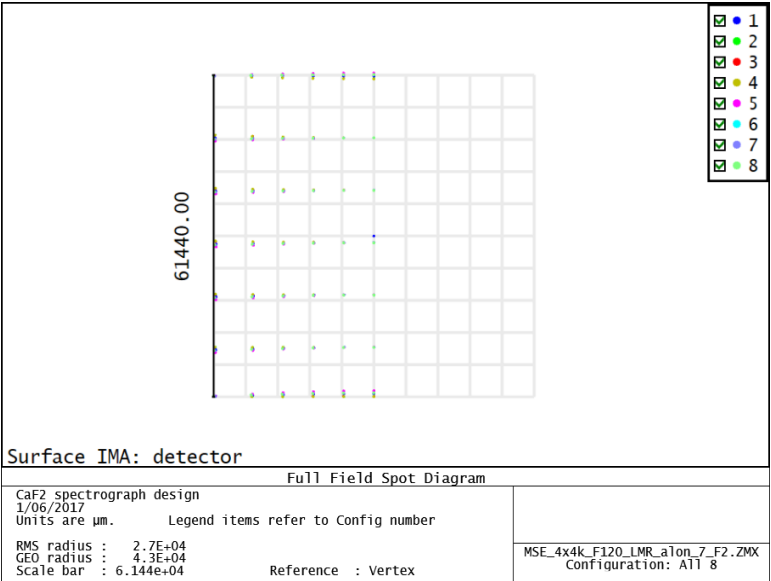 1
2
3
4
5
6
7
8
61440.00
Surface IMA: detector
Full Field Spot Diagram
CaF2 spectrograph design
1/06/2017
Units are µm. Legend items refer to Config number
RMS radius : 2.7E+04
GEO radius : 4.3E+04
Scale bar : 6.144e+04 Reference : Vertex
MSE_4x4k_F120_LMR_alon_7_F2.ZMX
Configuration: All 8